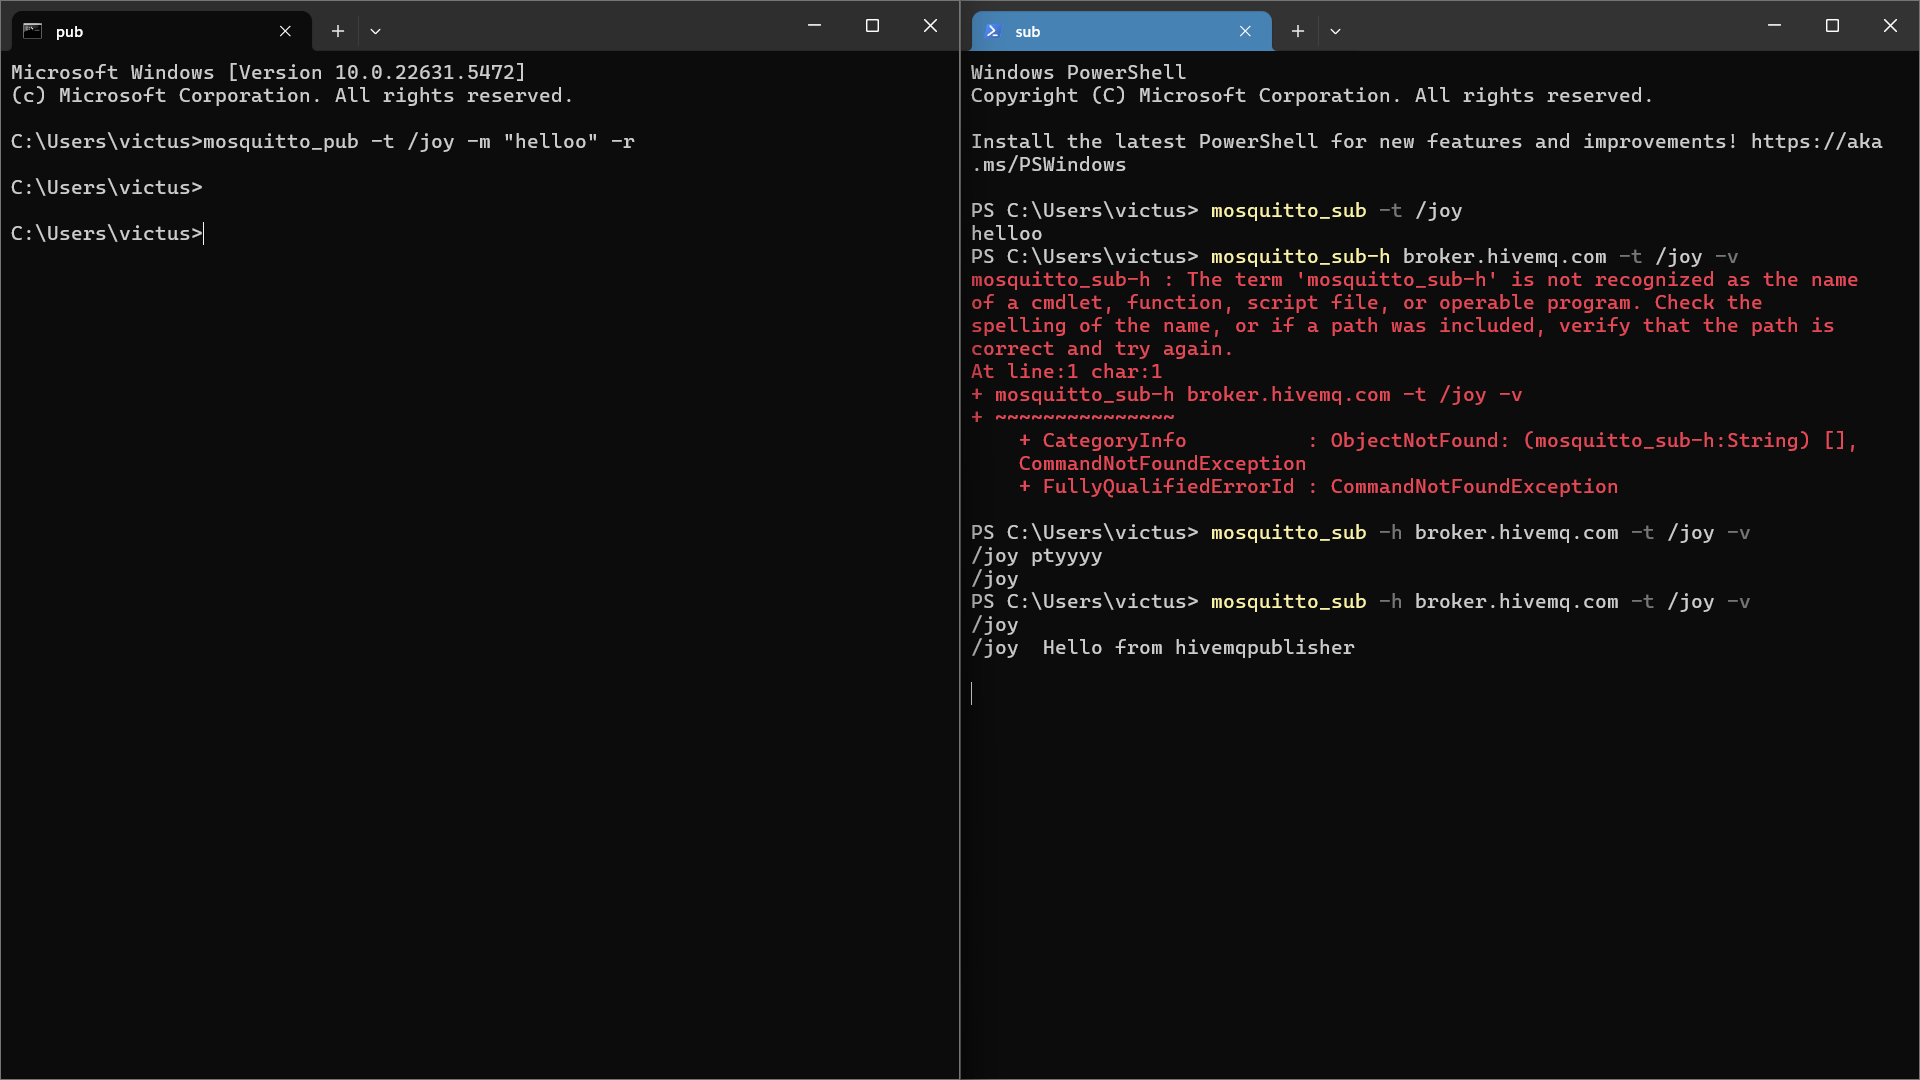 pub
Microsoft Windows [Version 10.0.22631.5472]
(c) Microsoft Corporation. All rights reserved.
C:\Users\victus>mosquitto_pub -t /joy -m "helloo" -r
C:\Users\victus>
C:\Users\victus>
sub
Windows PowerShell
Copyright (C) Microsoft Corporation. All rights reserved.
Install the latest PowerShell for new features and improvements! https://aka
.ms/PSWindows
PS C:\Users\victus> mosquitto_sub -t /joy
helloo
PS C:\Users\victus> mosquitto_sub-h broker.hivemq.com -t /joy -v
mosquitto_sub-h : The term 'mosquitto_sub-h' is not recognized as the name
of a cmdlet, function, script file, or operable program. Check the
spelling of the name, or if a path was included, verify that the path is
correct and try again.
At line:1 char:1
+ mosquitto_sub-h broker.hivemq.com -t /joy -v
+ ~~~~~~~~~~~~~~~
    + CategoryInfo          : ObjectNotFound: (mosquitto_sub-h:String) [],
    CommandNotFoundException
    + FullyQualifiedErrorId : CommandNotFoundException
PS C:\Users\victus> mosquitto_sub -h broker.hivemq.com -t /joy -v
/joy ptyyyy
/joy
PS C:\Users\victus> mosquitto_sub -h broker.hivemq.com -t /joy -v
/joy
/joy  Hello from hivemqpublisher